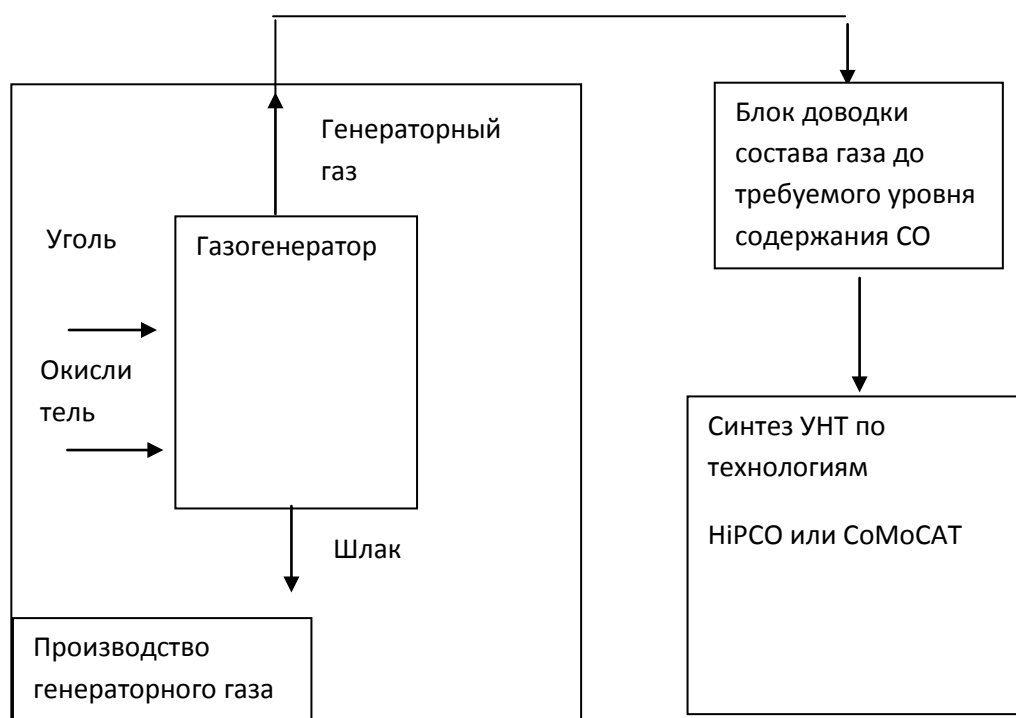 Генераторный
газ
Уголь
Газогенератор
Окисли
тель
Шлак
Производство
генераторного газа
Блок доводки
состава газа до
требуемого уровня
содержания СО
Синтез УНТ по
технологиям
HiPCO или CoMoCAT